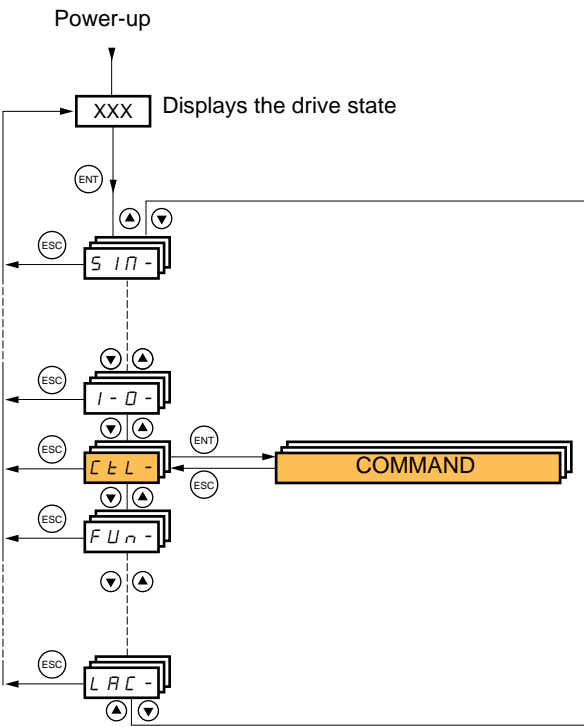 Power-up
XXX Displays the drive state
ENT
ESC
SIM-
ESC
I-O-
ESC ENT
CtL- COMMAND
ESC
ESC
FUn-
ESC
LAC-